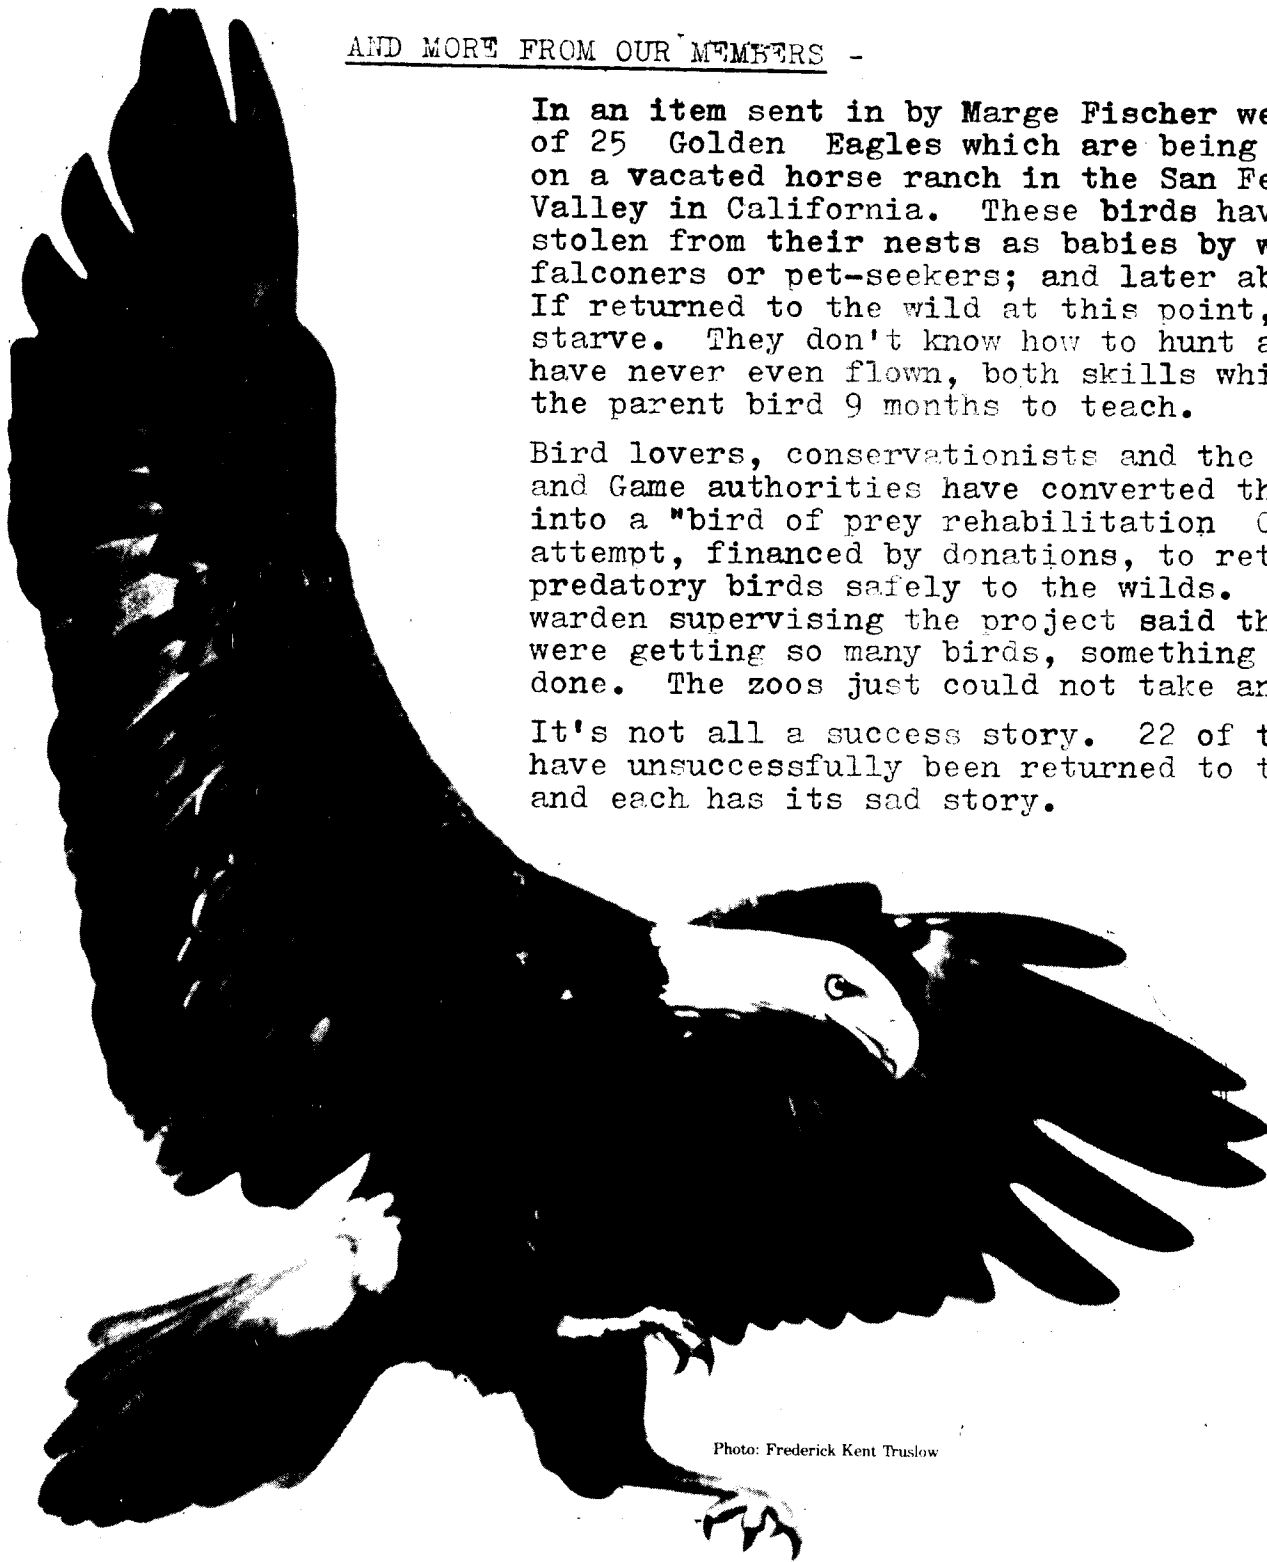 AND MORE FROM OUR MEMBERS -
In an item sent in by Marge Fischer we
of 25 Golden Eagles which are being
on a vacated horse ranch in the San Fe
Valley in California. These birds hav
stolen from their nests as babies by w
falconers or pet-seekers; and later ab
If returned to the wild at this point,
starve. They don't know how to hunt a
have never even flown, both skills whi
the parent bird 9 months to teach.
Bird lovers, conservationists and the
and Game authorities have converted th
into a "bird of prey rehabilitation C
attempt, financed by donations, to ret
predatory birds safely to the wilds.
warden supervising the project said th
were getting so many birds, something
done. The zoos just could not take an
It's not all a success story. 22 of t
have unsuccessfully been returned to t
and each has its sad story.
Photo: Frederick Kent Truslow